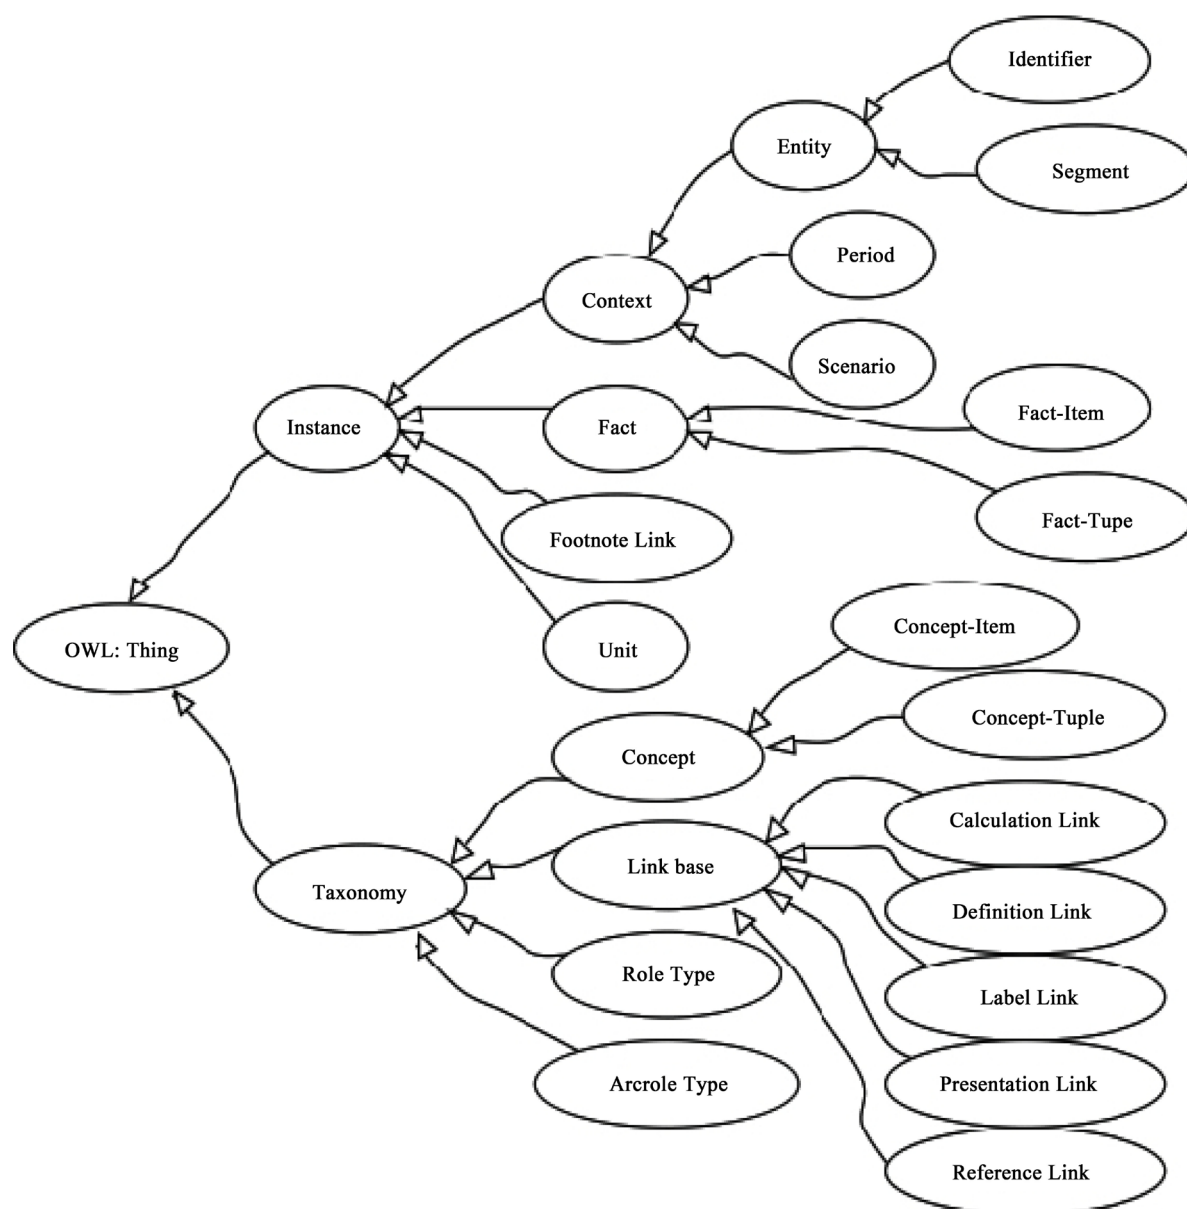 Identifier
Entity
Segment
Period
Context
Scenario
Fact-Item
Instance
Fact
Fact-Tupe
Footnote Link
OWL: Thing
Unit
Concept-Item
Concept-Tuple
Concept
Calculation Link
Link base
Taxonomy
Definition Link
Role Type
Label Link
Arcrole Type
Presentation Link
Reference Link